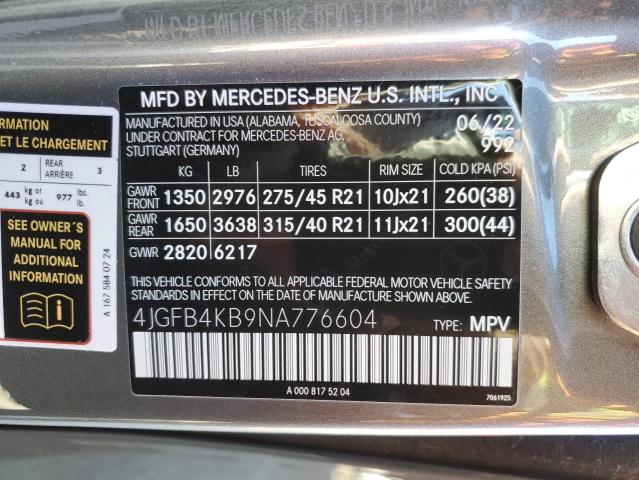 ORMATION
ET LE CHARGEMENT
2 REAR ARRIÈRE 3
443 kg or kg ou 977 lbs. lb.
SEE OWNER'S
MANUAL FOR
ADDITIONAL
INFORMATION
A 167 584 07 24
MFD BY MERCEDES-BENZ U.S. INTL., INC
MANUFACTURED IN USA (ALABAMA, TUSCALOOSA COUNTY) 06/22
UNDER CONTRACT FOR MERCEDES-BENZ AG, 992
STUTTGART (GERMANY)
KG LB TIRES RIM SIZE COLD KPA (PSI)
GAWR FRONT 1350 2976 275/45 R21 10Jx21 260(38)
GAWR REAR 1650 3638 315/40 R21 11Jx21 300(44)
GVWR 2820 6217
THIS VEHICLE CONFORMS TO ALL APPLICABLE FEDERAL MOTOR VEHICLE SAFETY
STANDARDS IN EFFECT ON THE DATE OF MANUFACTURE SHOWN ABOVE.
4JGFB4KB9NA776604 TYPE: MPV
A 000 817 52 04
7061925